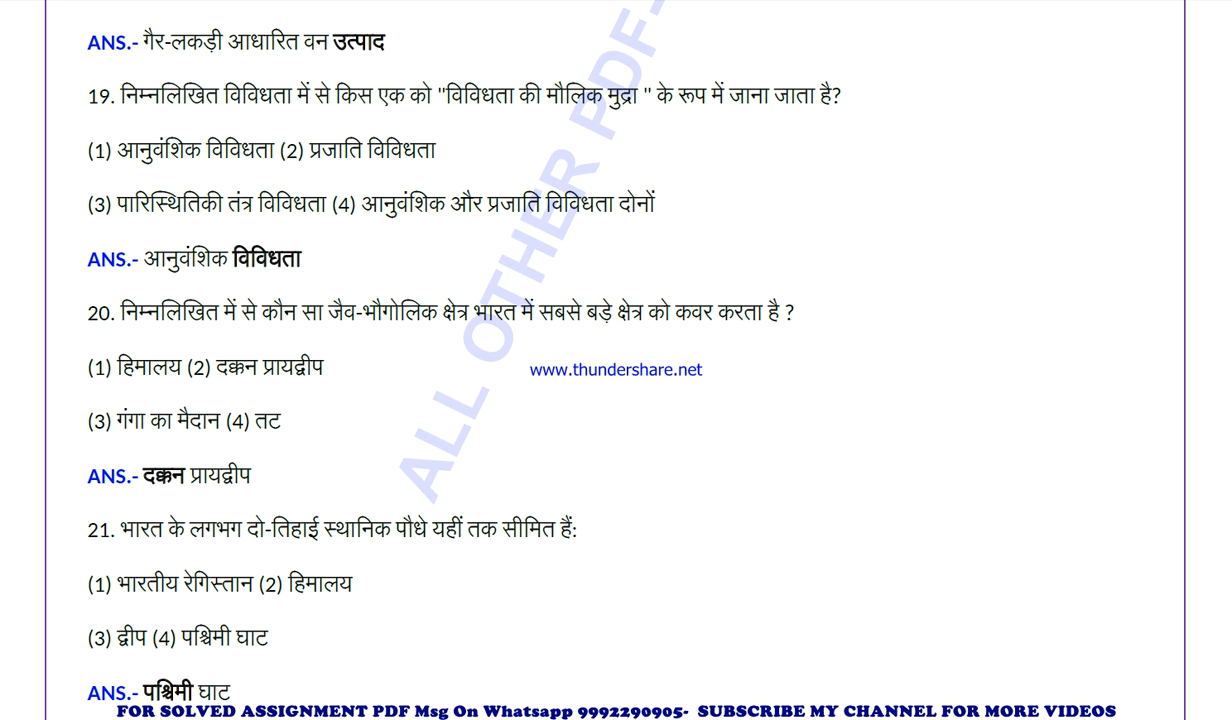 ANS.- गैर-लकड़ी आधारित वन उत्पाद
19. निम्नलिखित विविधता में से किस एक को "विविधता की मौलिक मुद्रा " के रूप में जाना जाता है?
(1) आनुवंशिक विविधता (2) प्रजाति विविधता
(3) पारिस्थितिकी तंत्र विविधता (4) आनुवंशिक और प्रजाति विविधता दोनों
ANS.- आनुवंशिक विविधता
20. निम्नलिखित में से कौन सा जैव-भौगोलिक क्षेत्र भारत में सबसे बड़े क्षेत्र को कवर करता है ?
(1) हिमालय (2) दक्कन प्रायद्वीप
www.thundershare.net
(3) गंगा का मैदान (4) तट
ANS.- दक्कन प्रायद्वीप
21. भारत के लगभग दो-तिहाई स्थानिक पौधे यहीं तक सीमित हैं:
(1) भारतीय रेगिस्तान (2) हिमालय
(3) द्वीप (4) पश्चिमी घाट
ANS.- पश्चिमी घाट
FOR SOLVED ASSIGNMENT PDF Msg On Whatsapp 9992290905- SUBSCRIBE MY CHANNEL FOR MORE VIDEOS
ALL OTHER PDF-